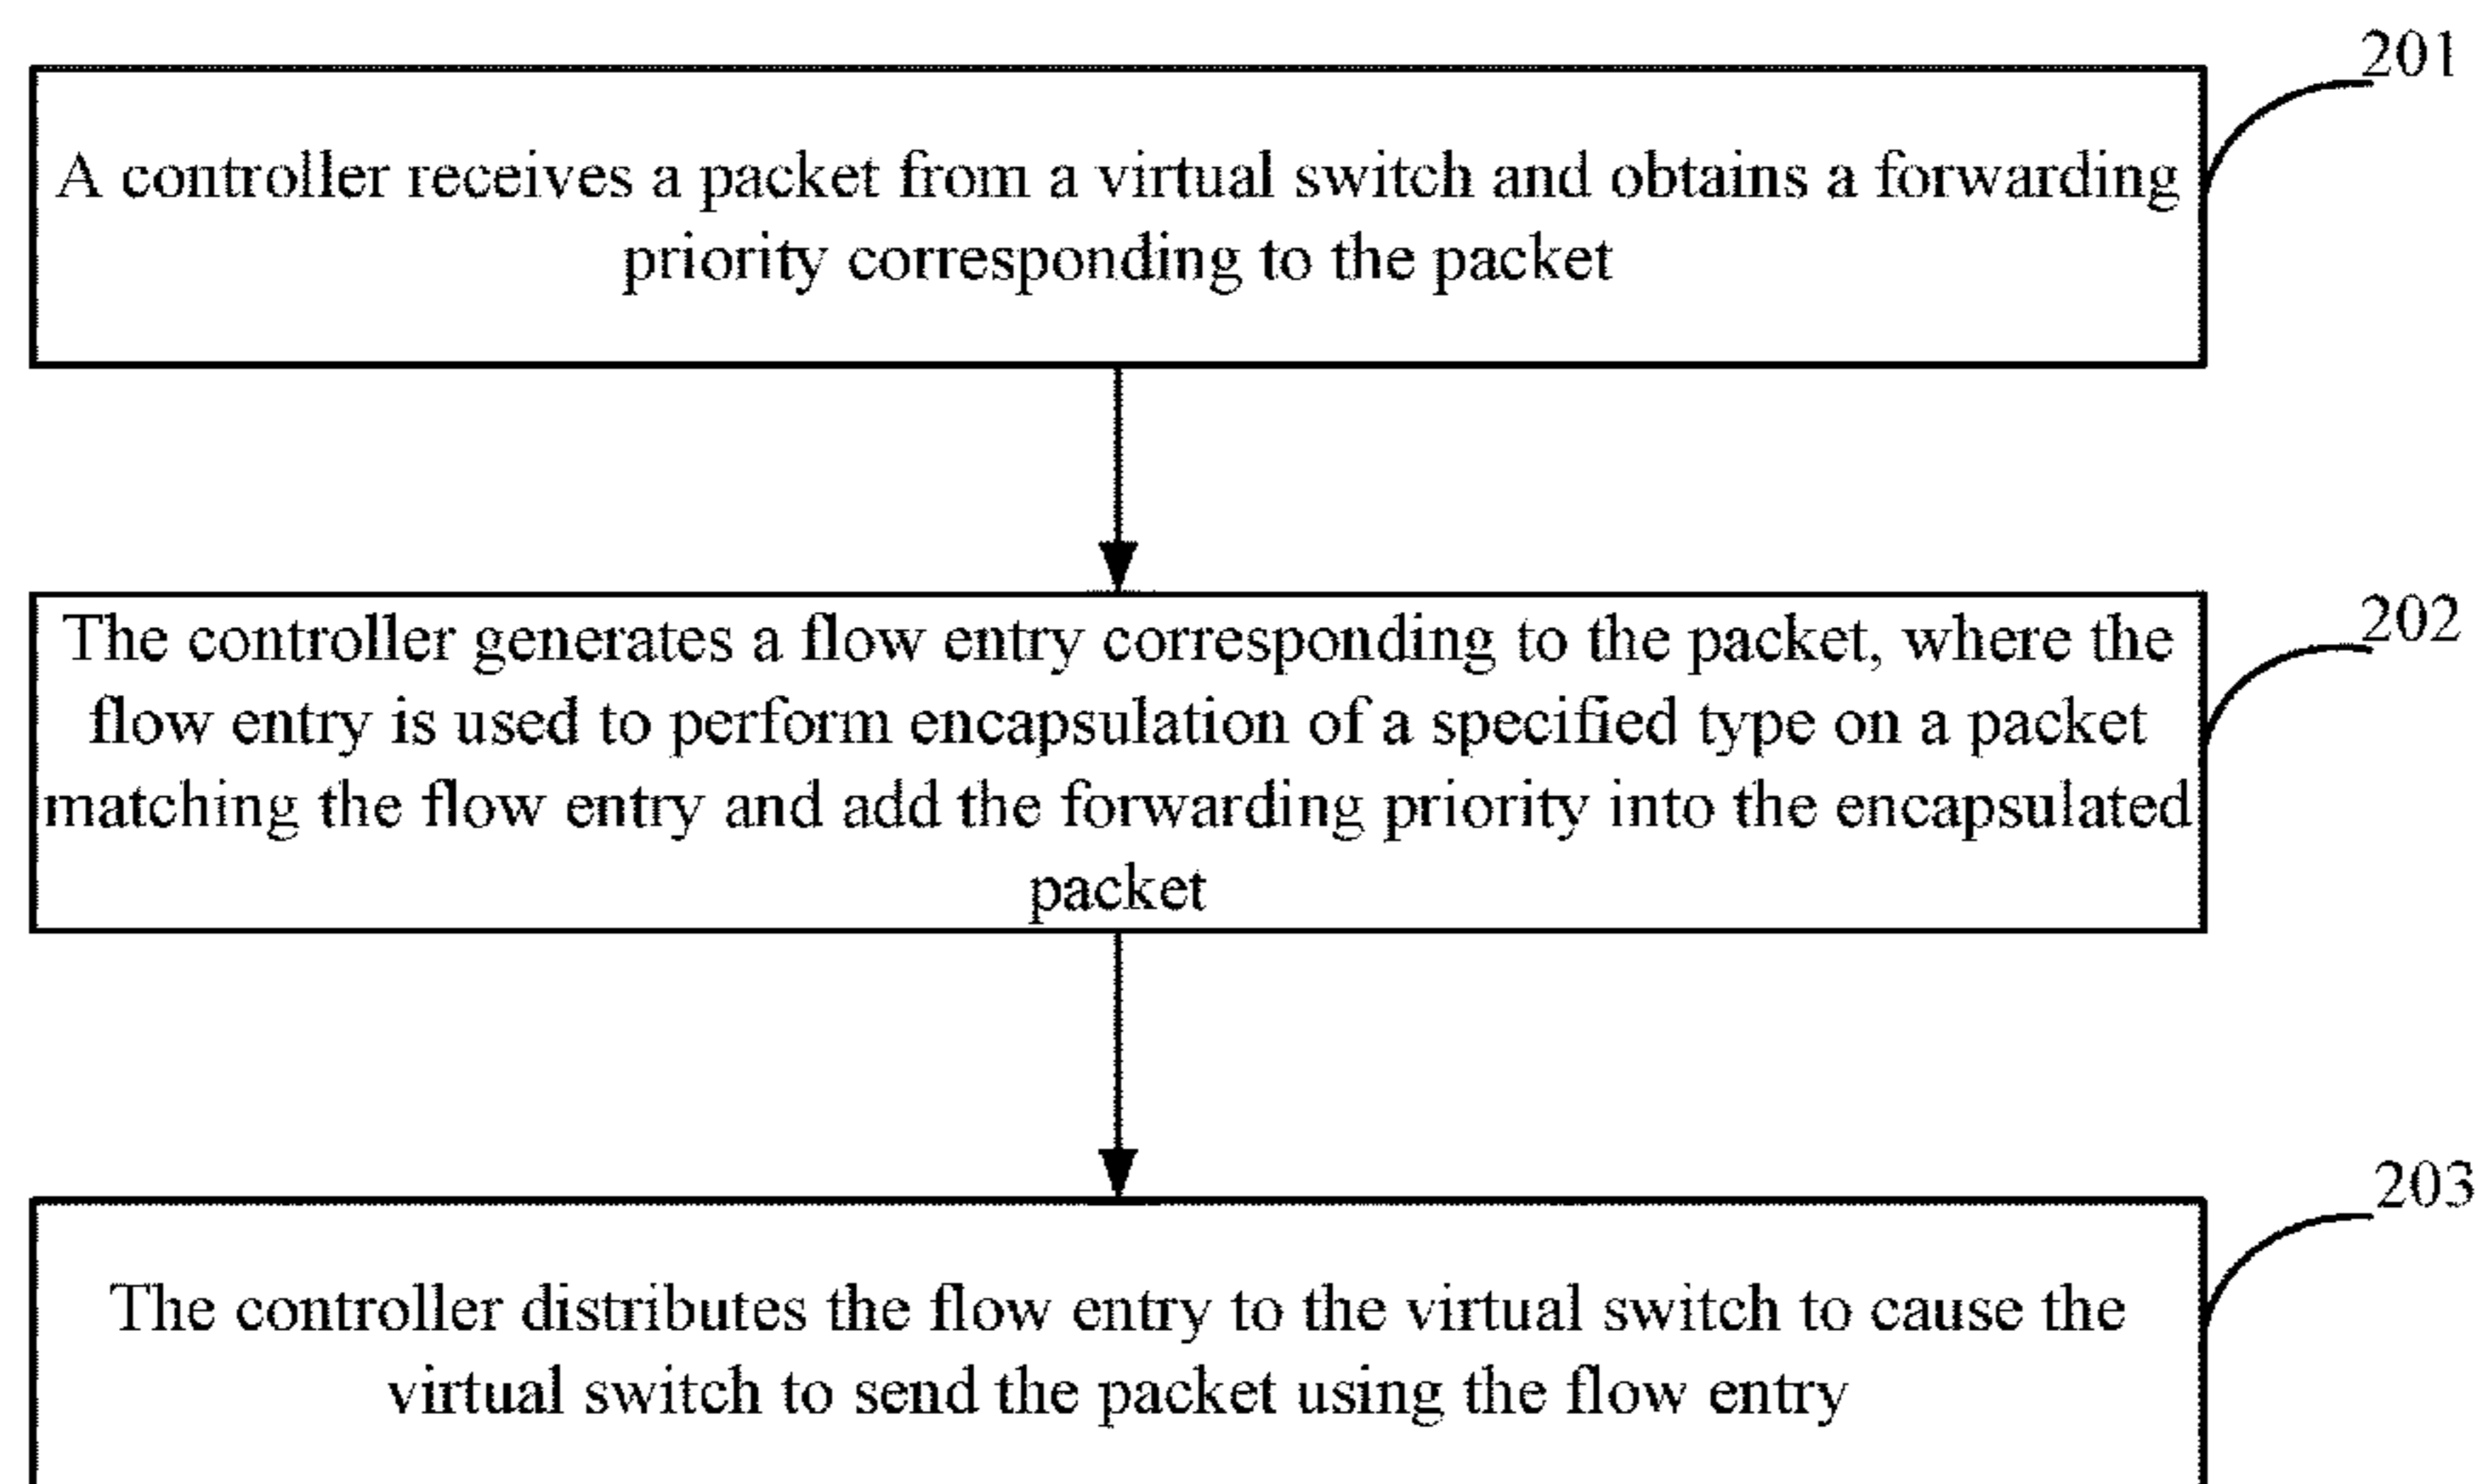 201
A controller receives a packet from a virtual switch and obtains a forwarding
priority corresponding to the packet
202
The controller generates a flow entry corresponding to the packet, where the
flow entry is used to perform encapsulation of a specified type on a packet
matching the flow entry and add the forwarding priority into the encapsulated
packet
203
The controller distributes the flow entry to the virtual switch to cause the
virtual switch to send the packet using the flow entry